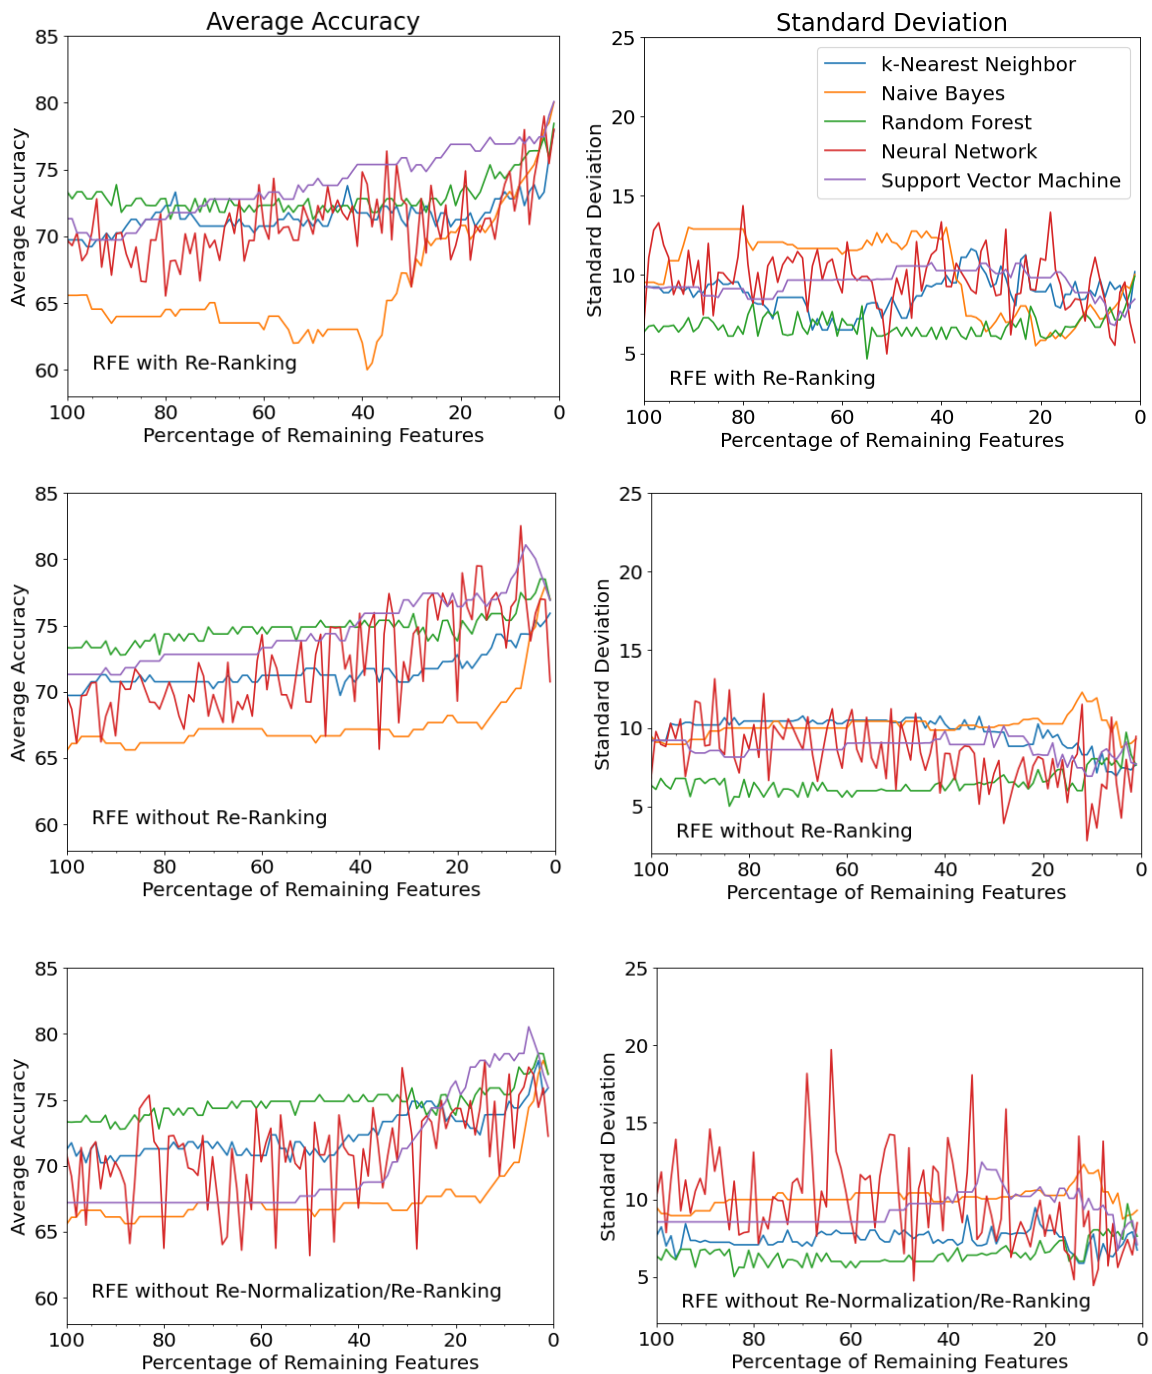 Average Accuracy
Standard Deviation
85
80
75
70
65
60
Average Accuracy
RFE with Re-Ranking
100
80
60
40
20
0
Percentage of Remaining Features
25
20
15
10
5
Standard Deviation
k-Nearest Neighbor
Naive Bayes
Random Forest
Neural Network
Support Vector Machine
RFE with Re-Ranking
100
80
60
40
20
0
Percentage of Remaining Features
85
80
75
70
65
60
Average Accuracy
RFE without Re-Ranking
100
80
60
40
20
0
Percentage of Remaining Features
25
20
15
10
5
Standard Deviation
RFE without Re-Ranking
100
80
60
40
20
0
Percentage of Remaining Features
85
80
75
70
65
60
Average Accuracy
RFE without Re-Normalization/Re-Ranking
100
80
60
40
20
0
Percentage of Remaining Features
25
20
15
10
5
Standard Deviation
RFE without Re-Normalization/Re-Ranking
100
80
60
40
20
0
Percentage of Remaining Features